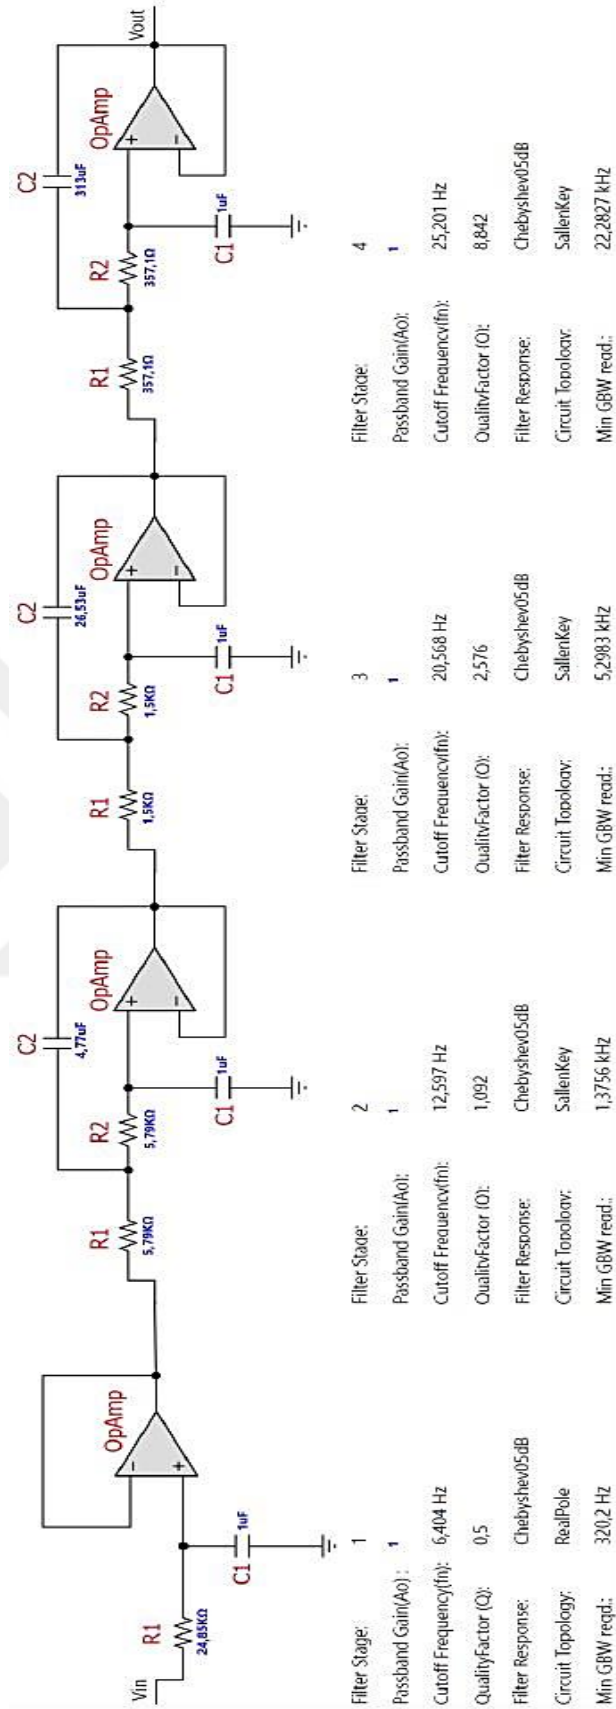 Vin
R1
24,85KΩ
C1
1uF
OpAmp
-
+
R1
5,79KΩ
R2
5,79KΩ
C2
4,77uF
C1
1uF
OpAmp
+
-
R1
1,5KΩ
R2
1,5KΩ
C2
26,53uF
C1
1uF
OpAmp
+
-
R1
357,1Ω
R2
357,1Ω
C2
313uF
C1
1uF
OpAmp
+
-
Vout
Filter Stage: 1
Passband Gain(Ao) : 1
Cutoff Frequency(fn): 6,404 Hz
QualityFactor (Q): 0,5
Filter Response: Chebyshev05dB
Circuit Topology: RealPole
Min GBW reqd.: 320,2 Hz
Filter Stage: 2
Passband Gain(Ao): 1
Cutoff Frequency(fn): 12,597 Hz
QualityFactor (Q): 1,092
Filter Response: Chebyshev05dB
Circuit Topology: SallenKey
Min GBW reqd.: 1,3756 kHz
Filter Stage: 3
Passband Gain(Ao): 1
Cutoff Frequency(fn): 20,568 Hz
QualityFactor (Q): 2,576
Filter Response: Chebyshev05dB
Circuit Topology: SallenKey
Min GBW reqd.: 5,2983 kHz
Filter Stage: 4
Passband Gain(Ao): 1
Cutoff Frequency(fn): 25,201 Hz
QualityFactor (Q): 8,842
Filter Response: Chebyshev05dB
Circuit Topology: SallenKey
Min GBW reqd.: 22,2827 kHz